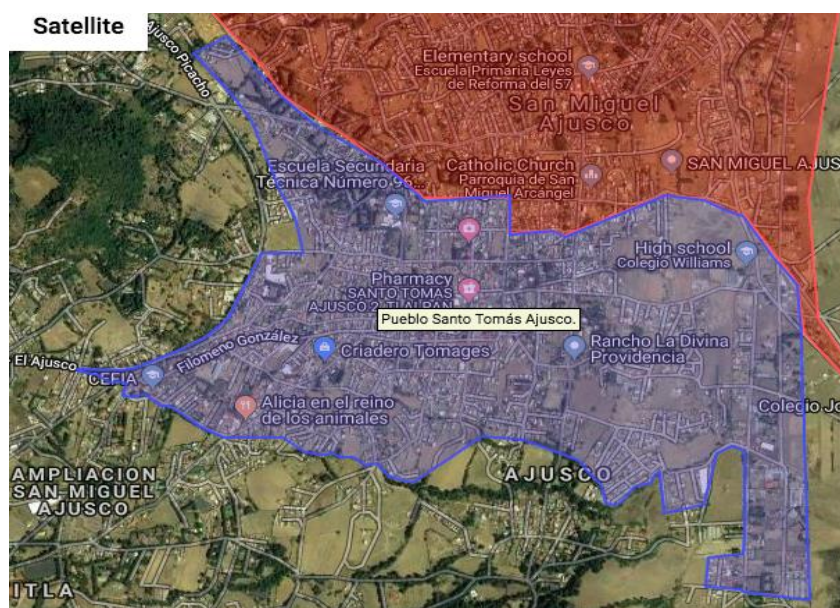 Satellite
Ajusco Picacho
Elementary school
Escuela Primaria Leyes
de Reforma del 57
San Miguel
Ajusco
Escuela Secundaria
Técnica Número 96...
Catholic Church
Parroquia de San
Miguel Arcángel
SAN MIGUEL AJUS
High school
Colegio Williams
Pharmacy
SANTO TOMAS
AJUSCO 2 TLALPAN
Pueblo Santo Tomás Ajusco.
El Ajusco
Filomeno González
Criadero Tomages
Rancho La Divina
Providencia
CEFIA
Alicia en el reino
de los animales
Colegio Jo
AMPLIACION
SAN MIGUEL
AJUSCO
AJUSCO
ITLA